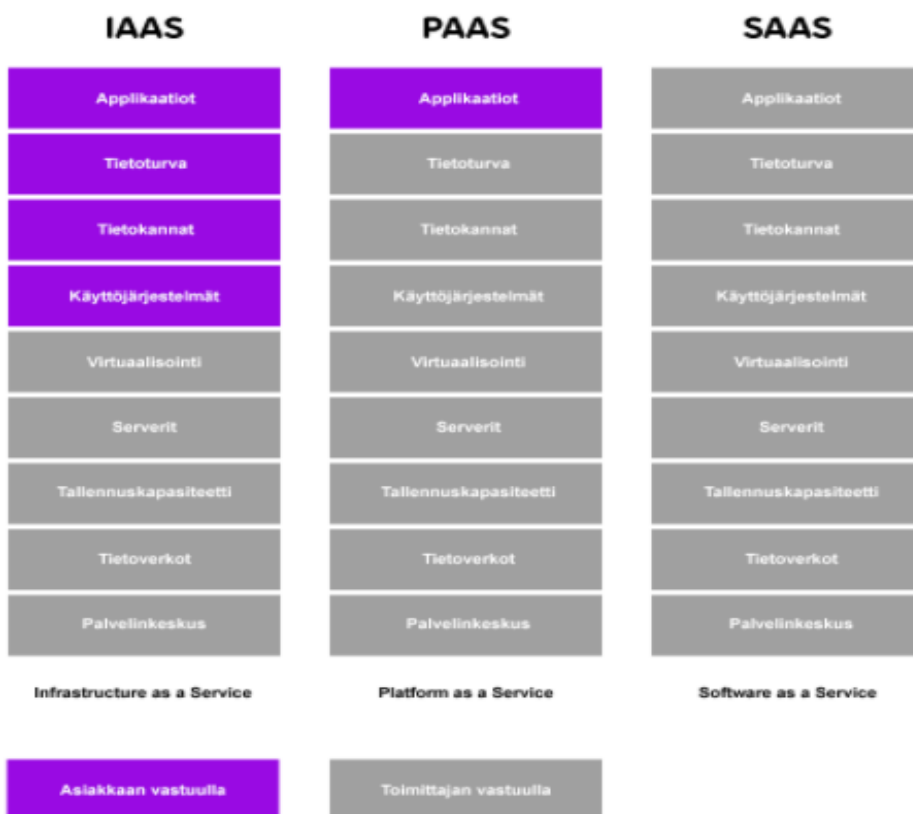 IAAS
Applikaatiot
Tietoturva
Tietokannat
Käyttöjärjestelmät
Virtuaalisointi
Serverit
Tallennuskapasiteetti
Tietoverkot
Palvelinkeskus
Infrastructure as a Service
PAAS
Applikaatiot
Tietoturva
Tietokannat
Käyttöjärjestelmät
Virtuaalisointi
Serverit
Tallennuskapasiteetti
Tietoverkot
Palvelinkeskus
Platform as a Service
SAAS
Applikaatiot
Tietoturva
Tietokannat
Käyttöjärjestelmät
Virtuaalisointi
Serverit
Tallennuskapasiteetti
Tietoverkot
Palvelinkeskus
Software as a Service
Asiakkaan vastuulla
Toimittajan vastuulla